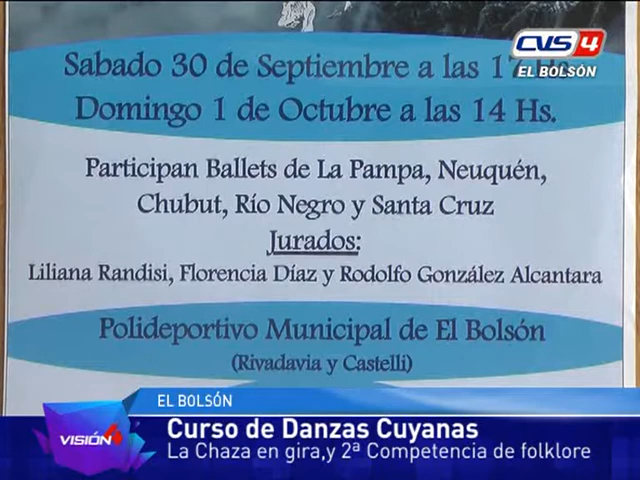 Sabado 30 de Septiembre a las 17 Hs.
CVS 4
EL BOLSÓN
Domingo 1 de Octubre a las 14 Hs.
Participan Ballets de La Pampa, Neuquén,
Chubut, Río Negro y Santa Cruz
Jurados:
Liliana Randisi, Florencia Díaz y Rodolfo González Alcantara
Polideportivo Municipal de El Bolsón
(Rivadavia y Castelli)
EL BOLSÓN
VISIÓN 4
Curso de Danzas Cuyanas
La Chaza en gira,y 2ª Competencia de folklore